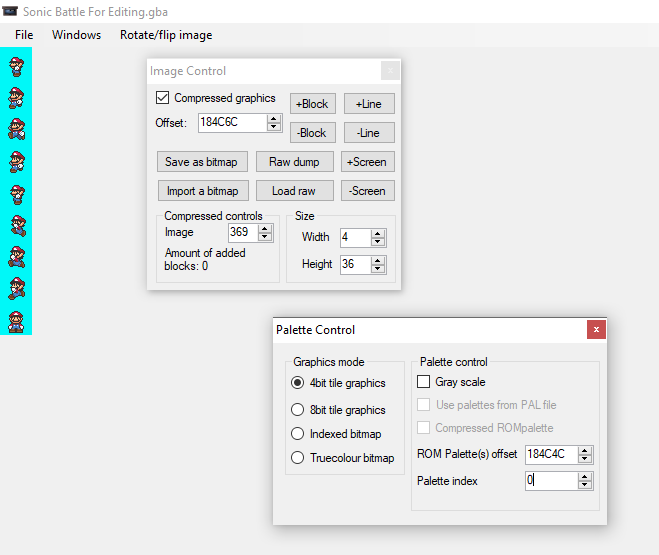 Sonic Battle For Editing.gba
File Windows Rotate/flip image
Image Control x
Compressed graphics +Block +Line
Offset: 184C6C -Block -Line
Save as bitmap Raw dump +Screen
Import a bitmap Load raw -Screen
Compressed controls Size
Image 369 Width 4
Amount of added
blocks: 0
Height 36
Palette Control x
Graphics mode Palette control
4bit tile graphics Gray scale
8bit tile graphics Use palettes from PAL file
Indexed bitmap Compressed ROMpalette
Truecolour bitmap ROM Palette(s) offset 184C4C
Palette index 0